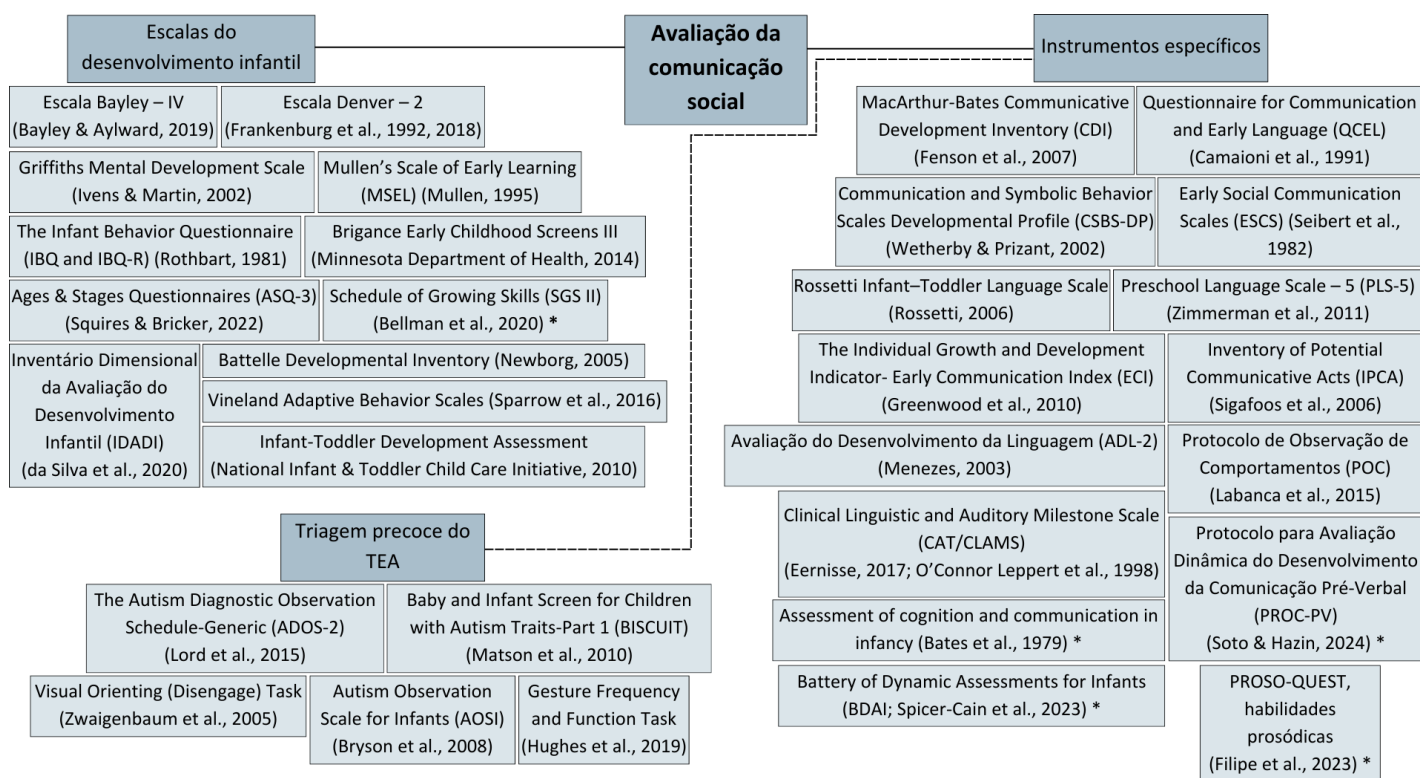 Avaliação da
comunicação
social
Escalas do
desenvolvimento infantil
Escala Bayley – IV
(Bayley & Aylward, 2019)
Escala Denver – 2
(Frankenburg et al., 1992, 2018)
Griffiths Mental Development Scale
(Ivens & Martin, 2002)
Mullen’s Scale of Early Learning
(MSEL) (Mullen, 1995)
The Infant Behavior Questionnaire
(IBQ and IBQ-R) (Rothbart, 1981)
Brigance Early Childhood Screens III
(Minnesota Department of Health, 2014)
Ages & Stages Questionnaires (ASQ-3)
(Squires & Bricker, 2022)
Schedule of Growing Skills (SGS II)
(Bellman et al., 2020) *
Inventário Dimensional
da Avaliação do
Desenvolvimento
Infantil (IDADI)
(da Silva et al., 2020)
Battelle Developmental Inventory (Newborg, 2005)
Vineland Adaptive Behavior Scales (Sparrow et al., 2016)
Infant-Toddler Development Assessment
(National Infant & Toddler Child Care Initiative, 2010)
Triagem precoce do
TEA
The Autism Diagnostic Observation
Schedule-Generic (ADOS-2)
(Lord et al., 2015)
Baby and Infant Screen for Children
with Autism Traits-Part 1 (BISCUIT)
(Matson et al., 2010)
Visual Orienting (Disengage) Task
(Zwaigenbaum et al., 2005)
Autism Observation
Scale for Infants (AOSI)
(Bryson et al., 2008)
Gesture Frequency
and Function Task
(Hughes et al., 2019)
Instrumentos específicos
MacArthur-Bates Communicative
Development Inventory (CDI)
(Fenson et al., 2007)
Questionnaire for Communication
and Early Language (QCEL)
(Camaioni et al., 1991)
Communication and Symbolic Behavior
Scales Developmental Profile (CSBS-DP)
(Wetherby & Prizant, 2002)
Early Social Communication
Scales (ESCS) (Seibert et al.,
1982)
Rossetti Infant–Toddler Language Scale
(Rossetti, 2006)
Preschool Language Scale – 5 (PLS-5)
(Zimmerman et al., 2011)
The Individual Growth and Development
Indicator- Early Communication Index (ECI)
(Greenwood et al., 2010)
Inventory of Potential
Communicative Acts (IPCA)
(Sigafoos et al., 2006)
Avaliação do Desenvolvimento da Linguagem (ADL-2)
(Menezes, 2003)
Protocolo de Observação de
Comportamentos (POC)
(Labanca et al., 2015)
Clinical Linguistic and Auditory Milestone Scale
(CAT/CLAMS)
(Eernisse, 2017; O’Connor Leppert et al., 1998)
Protocolo para Avaliação
Dinâmica do Desenvolvimento
da Comunicação Pré-Verbal
(PROC-PV)
(Soto & Hazin, 2024) *
Assessment of cognition and communication in
infancy (Bates et al., 1979) *
Battery of Dynamic Assessments for Infants
(BDAI; Spicer-Cain et al., 2023) *
PROSO-QUEST,
habilidades
prosódicas
(Filipe et al., 2023) *